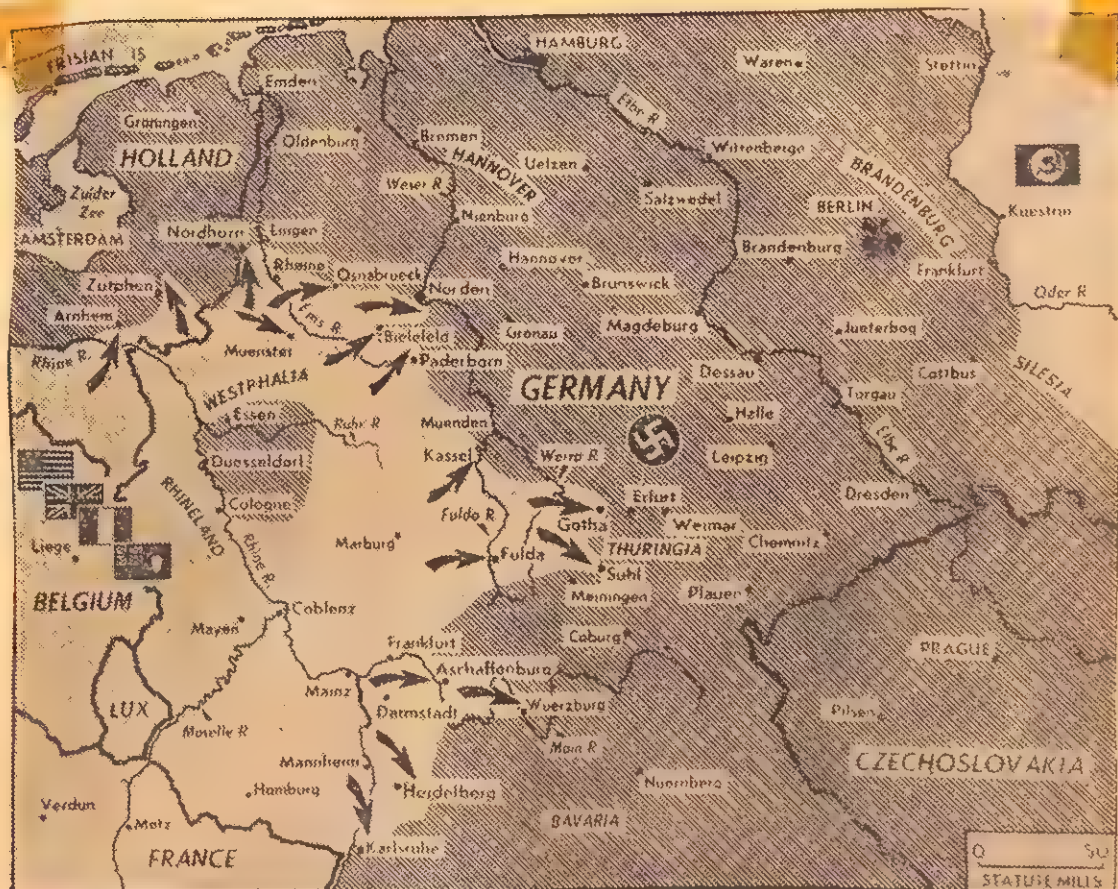 FRISIAN IS
HAMBURG
Waren
Stettin
Emden
Groningen
Oldenburg
Bremen
Elbe R
HOLLAND
HANNOVER
Uelzen
Wittenberge
BRANDENBURG
Zuider
Zee
Weser R
Salzwedel
BERLIN
Kuestrin
AMSTERDAM
Nordhorn
Lingen
Nienburg
Brandenburg
Rheine
Osnabrueck
Hannover
Frankfurt
Zutphen
Norden
Brunswick
Oder R
Arnhem
Ems R
Gronau
Magdeburg
Jueterbog
Rhine R
Muenster
Bielefeld
Paderborn
Dessau
Cottbus
SILESIA
WESTPHALIA
GERMANY
Torgau
Essen
Ruhr R
Muenden
Halle
Duesseldorf
Kassel
Werra R
Leipzig
Elbe R
RHINELAND
Cologne
Fulda R
Erfurt
Dresden
Gotha
Weimar
Liege
Marburg
Fulda
THURINGIA
Chemnitz
Rhine R
Suhl
BELGIUM
Coblenz
Meiningen
Plauen
Mayen
Frankfurt
Coburg
PRAGUE
Mainz
Aschaffenburg
LUX
Moselle R
Darmstadt
Wuerzburg
Pilsen
Main R
Mannheim
CZECHOSLOVAKIA
Verdun
Homburg
Heidelberg
Nuernberg
Metz
BAVARIA
FRANCE
Karlsruhe
0 50
STATUTE MILES